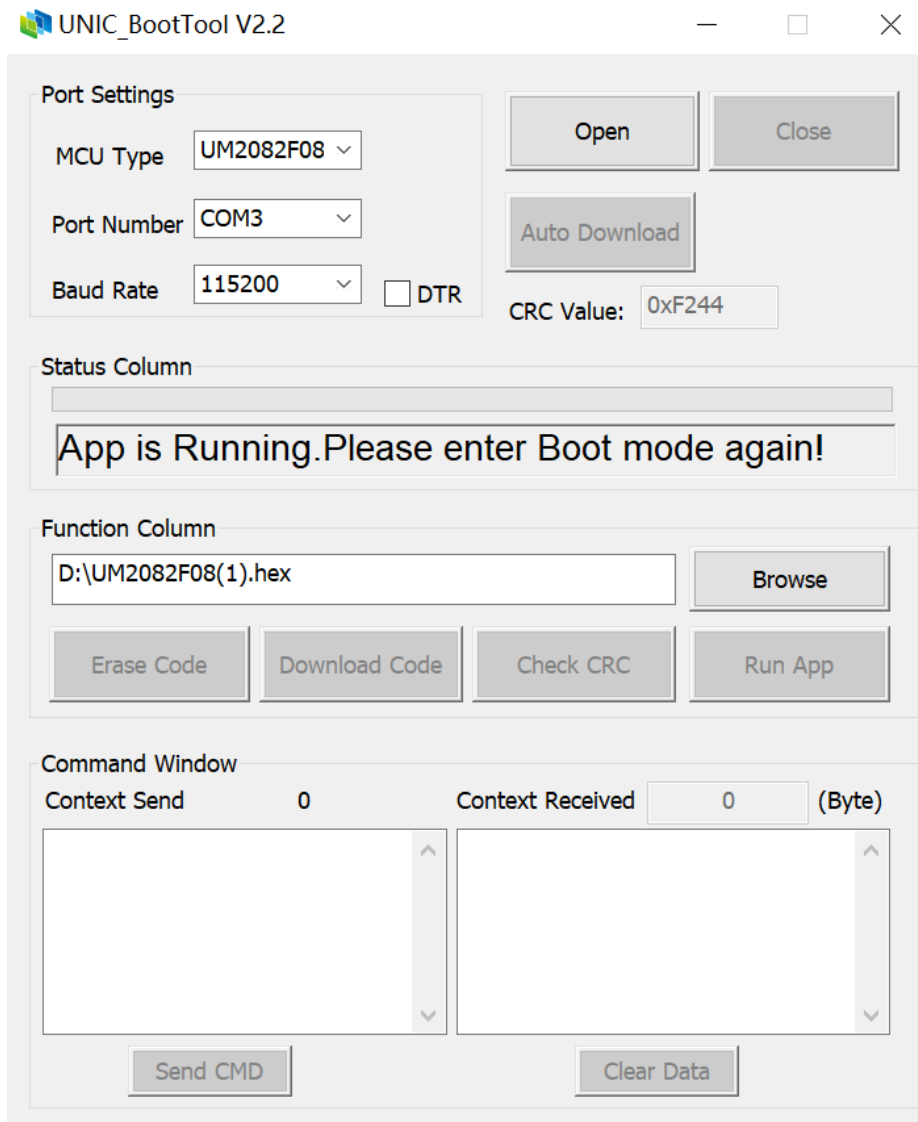 UNIC_BootTool V2.2
Port Settings
MCU Type
UM2082F08
Open
Close
Port Number
COM3
Auto Download
Baud Rate
115200
DTR
CRC Value:
0xF244
Status Column
App is Running.Please enter Boot mode again!
Function Column
D:\UM2082F08(1).hex
Browse
Erase Code
Download Code
Check CRC
Run App
Command Window
Context Send
0
Context Received
0
(Byte)
Send CMD
Clear Data